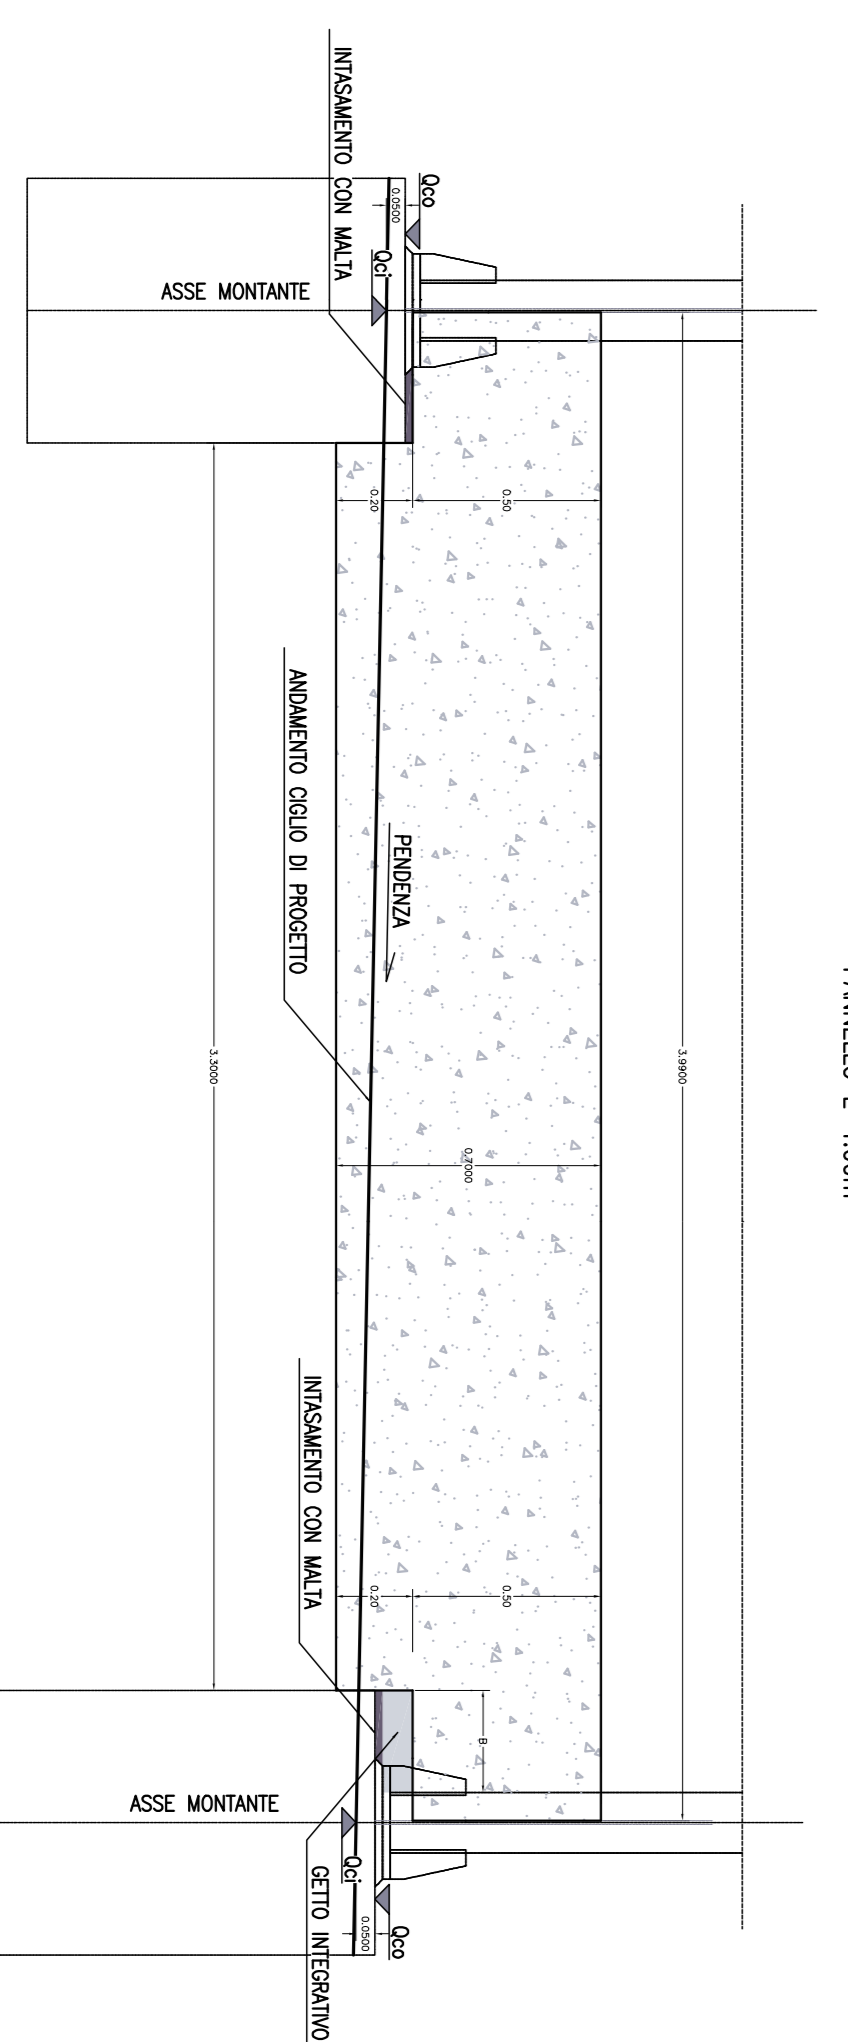 3.9900
Qco
0.0500
Qci
INTASAMENTO CON MALTA
ASSE MONTANTE
0.50
0.20
PENDENZA
ANDAMENTO CIGLIO DI PROGETTO
0.7000
3.3000
0.50
0.20
INTASAMENTO CON MALTA
B
ASSE MONTANTE
Qci
Qco
0.0500
GETTO INTEGRATIVO